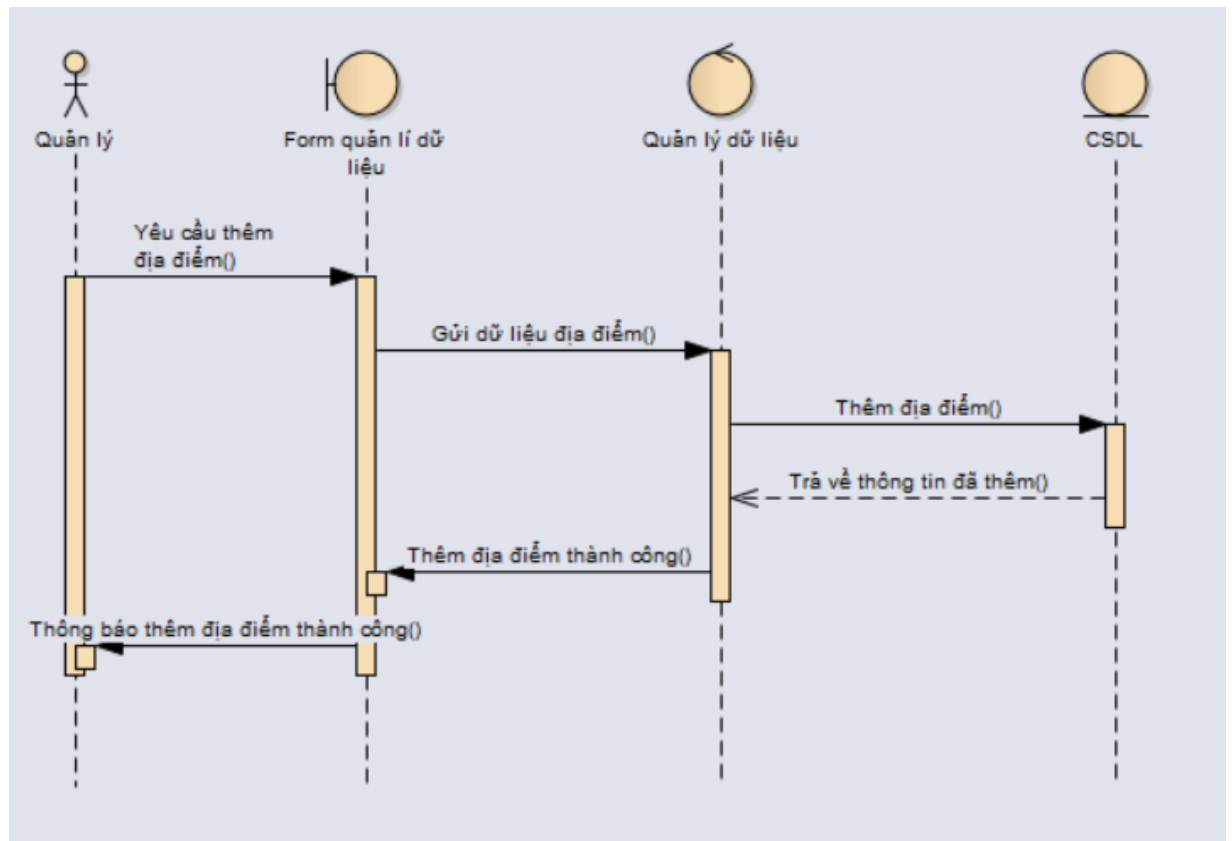 Quản lý
Form quản lí dữ
liệu
Quản lý dữ liệu
CSDL
Yêu cầu thêm
địa điểm()
Gửi dữ liệu địa điểm()
Thêm địa điểm()
Trả về thông tin đã thêm()
Thêm địa điểm thành công()
Thông báo thêm địa điểm thành công()